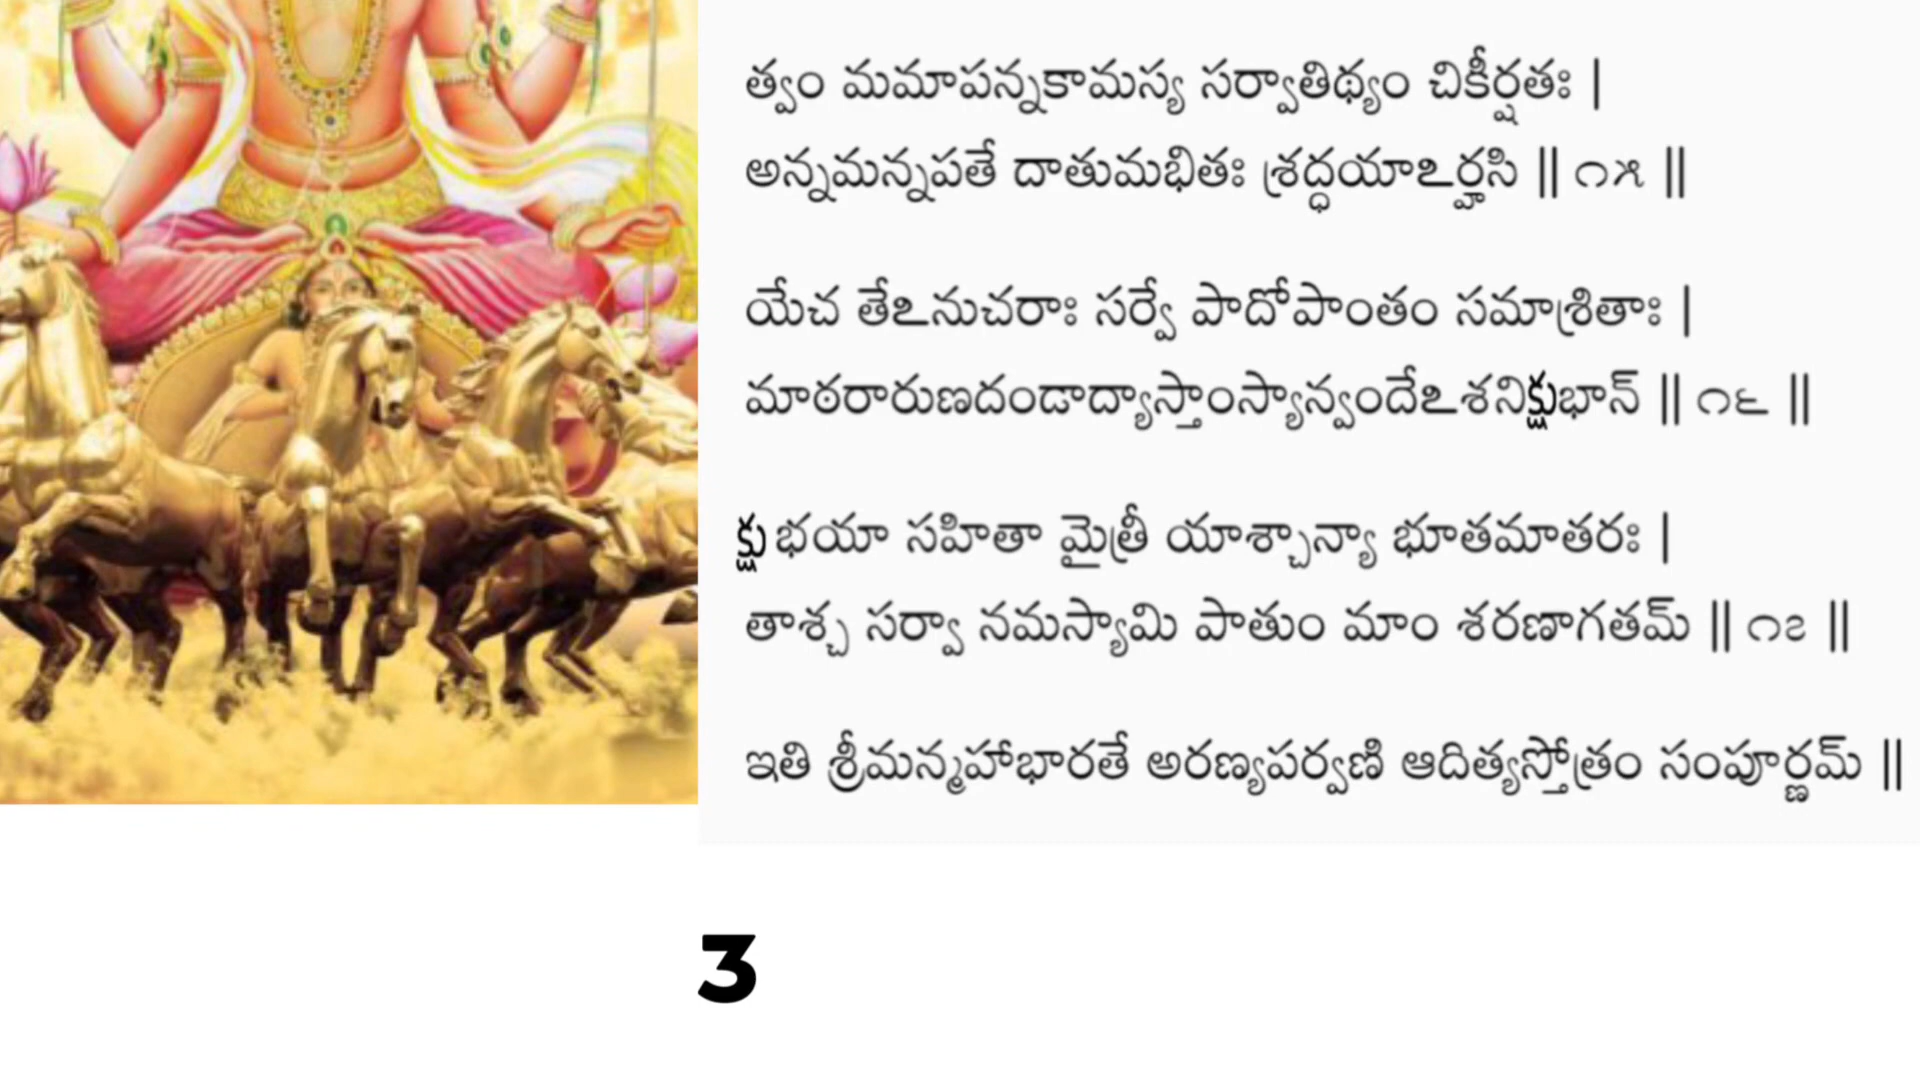 త్వం మమాపన్నకామస్య సర్వాతిథ్యం చికీర్షతః |
అన్నమన్నపతే దాతుమభితః శ్రద్ధయాఽర్హసి || ౧౫ ||
యేచ తేఽనుచరాః సర్వే పాదోపాంతం సమాశ్రితాః |
మాఠరారుణదండాద్యాస్తాంస్యాన్వందేఽశనిక్షుభాన్ || ౧౬ ||
క్షుభయా సహితా మైత్రీ యాశ్చాన్యా భూతమాతరః |
తాశ్చ సర్వా నమస్యామి పాతుం మాం శరణాగతమ్ || ౧౭ ||
ఇతి శ్రీమన్మహాభారతే అరణ్యపర్వణి ఆదిత్యస్తోత్రం సంపూర్ణమ్ ||
3